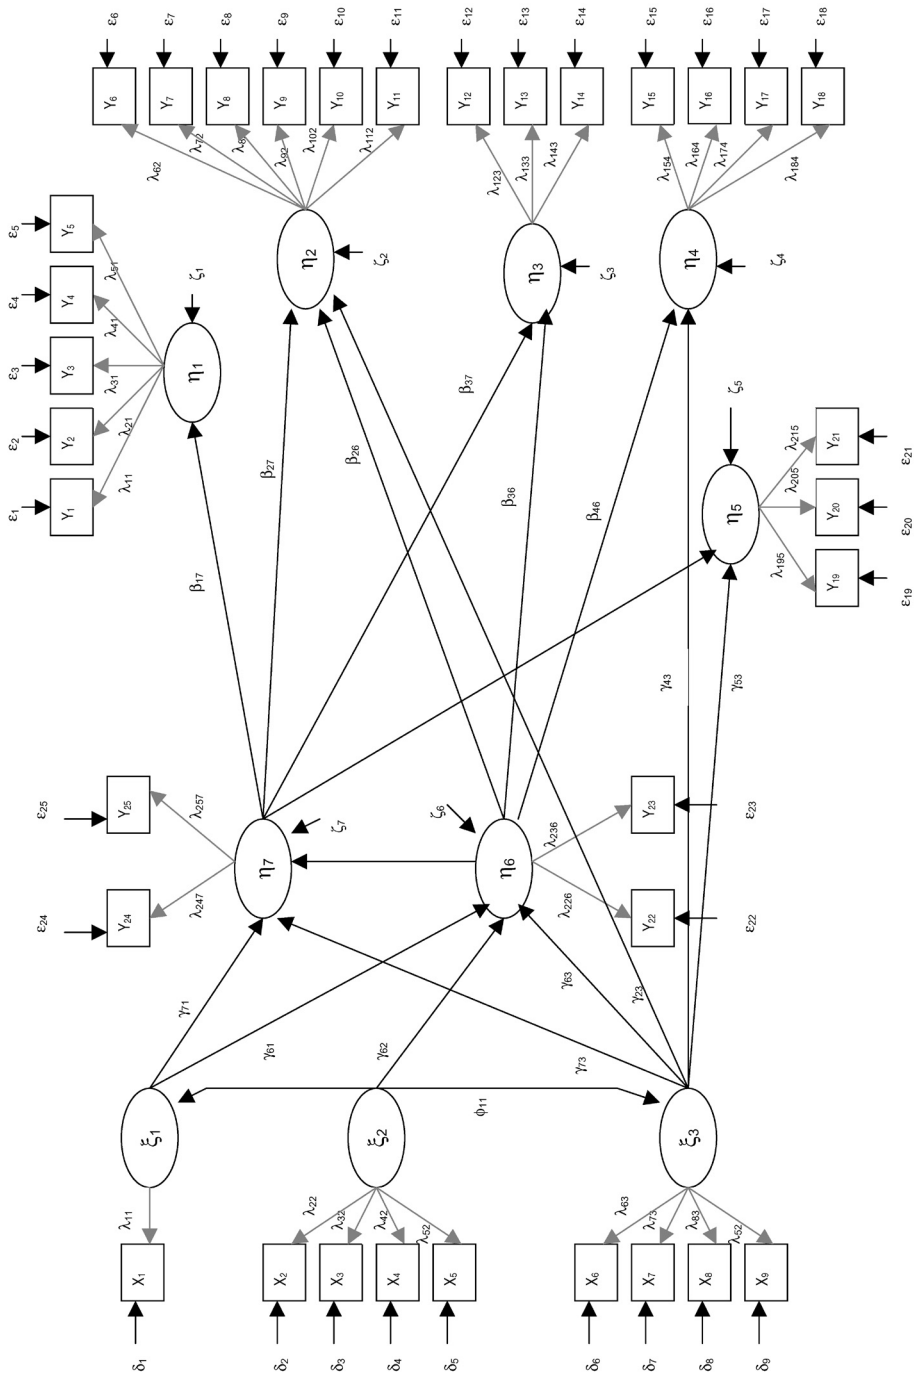 ε₁ ε₂ ε₃ ε₄ ε₅
Y₁ Y₂ Y₃ Y₄ Y₅
λ₁₁ λ₂₁ λ₃₁ λ₄₁ λ₅₁
η₁ ζ₁
ε₂₄ ε₂₅
Y₂₄ Y₂₅
λ₂₄₇ λ₂₅₇
η₇ ζ₇
β₁₇
β₂₇
β₂₆
β₃₇
β₃₆
β₄₆
δ₁ X₁ λ₁₁ ξ₁
γ₇₁
γ₆₁
δ₂ X₂ λ₂₂
δ₃ X₃ λ₃₂
δ₄ X₄ λ₄₂
δ₅ X₅ λ₅₂
ξ₂
γ₆₂
ϕ₁₁
γ₇₃
γ₆₃
γ₂₃
γ₄₃
γ₅₃
ζ₆
η₆
λ₂₂₆ λ₂₃₆
Y₂₂ Y₂₃
ε₂₂ ε₂₃
δ₆ X₆ λ₆₃
δ₇ X₇ λ₇₃
δ₈ X₈ λ₈₃
δ₉ X₉ λ₅₂
ξ₃
λ₆₂ Y₆ ε₆
λ₇₂ Y₇ ε₇
λ₈ Y₈ ε₈
λ₉₂ Y₉ ε₉
λ₁₀₂ Y₁₀ ε₁₀
λ₁₁₂ Y₁₁ ε₁₁
η₂ ζ₂
λ₁₂₃ Y₁₂ ε₁₂
λ₁₃₃ Y₁₃ ε₁₃
λ₁₄₃ Y₁₄ ε₁₄
η₃ ζ₃
λ₁₅₄ Y₁₅ ε₁₅
λ₁₆₄ Y₁₆ ε₁₆
λ₁₇₄ Y₁₇ ε₁₇
λ₁₈₄ Y₁₈ ε₁₈
η₄ ζ₄
η₅ ζ₅
λ₁₉₅ λ₂₀₅ λ₂₁₅
Y₁₉ Y₂₀ Y₂₁
ε₁₉ ε₂₀ ε₂₁